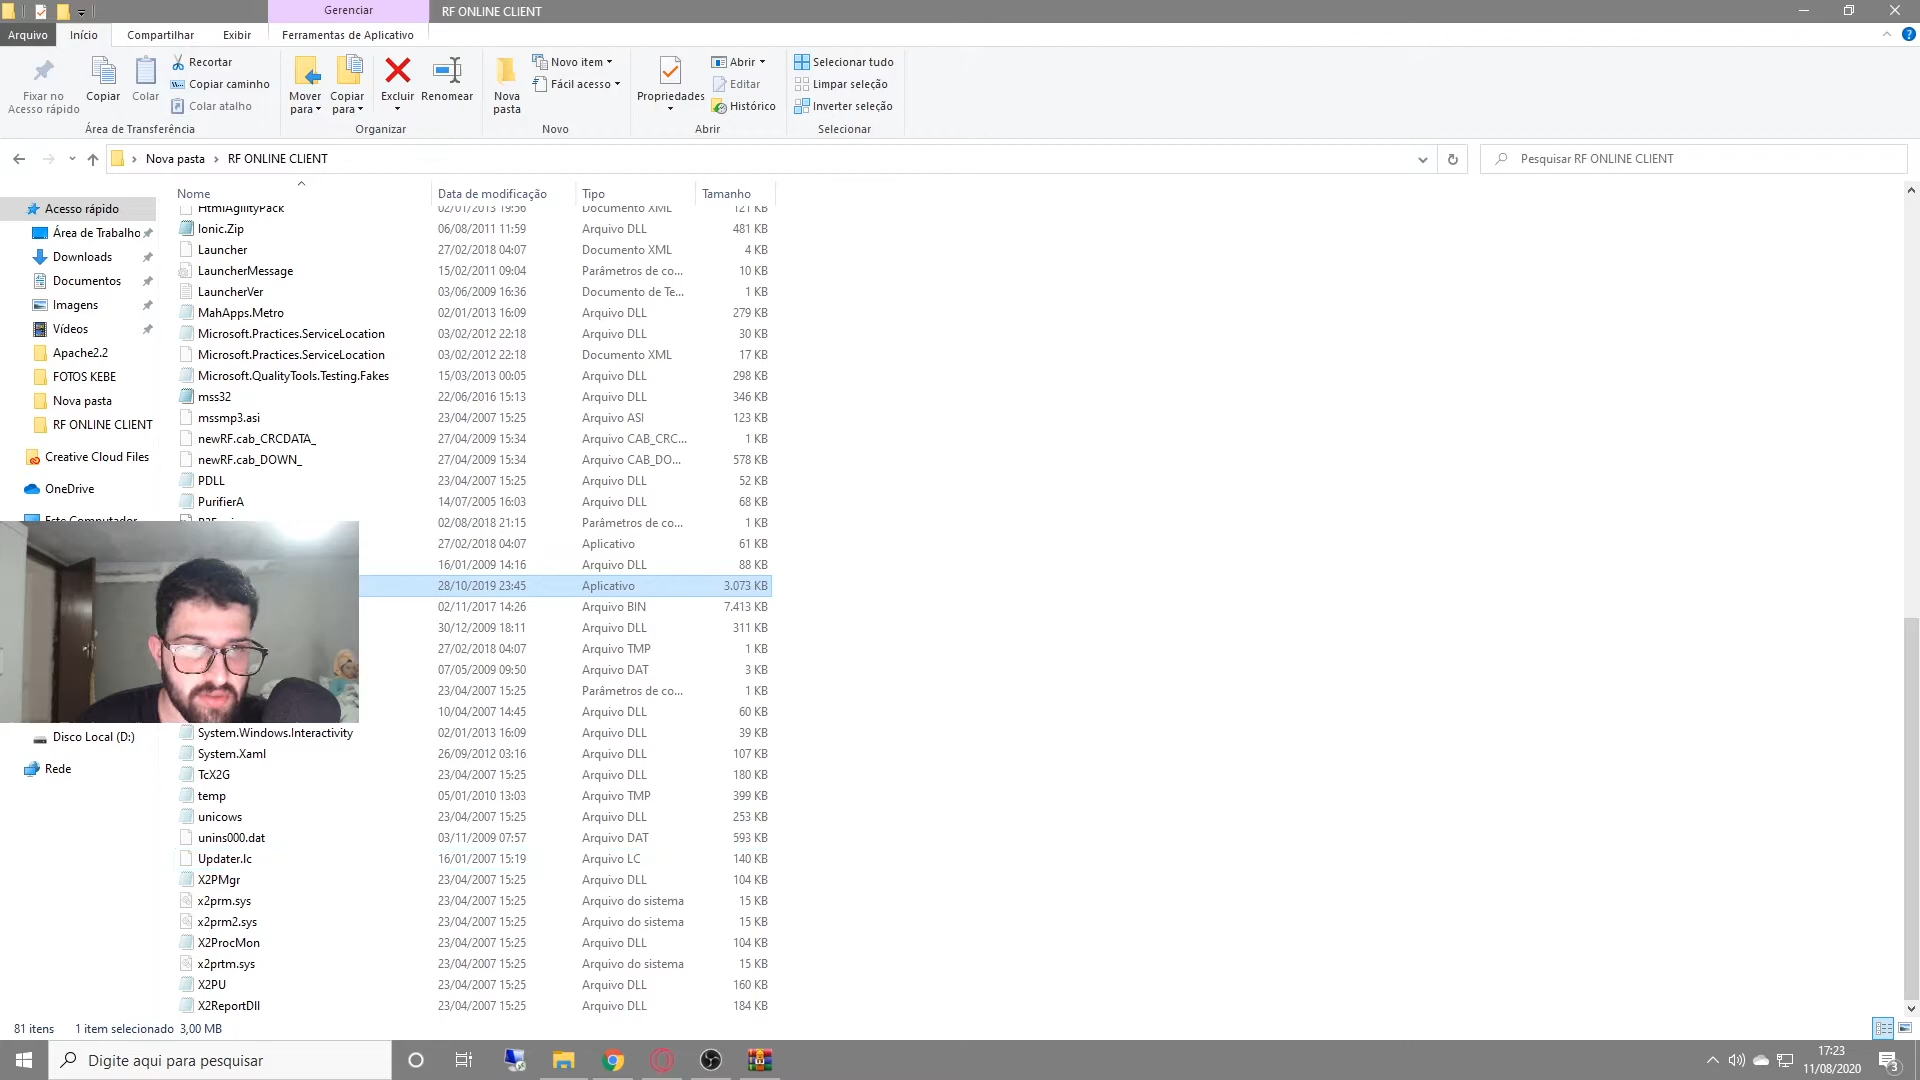 Gerenciar
RF ONLINE CLIENT
Arquivo
Início
Compartilhar
Exibir
Ferramentas de Aplicativo
Fixar no
Acesso rápido
Copiar
Colar
Recortar
Copiar caminho
Colar atalho
Área de Transferência
Mover
para
Copiar
para
Excluir
Renomear
Organizar
Nova
pasta
Novo item
Fácil acesso
Novo
Propriedades
Abrir
Editar
Histórico
Abrir
Selecionar tudo
Limpar seleção
Inverter seleção
Selecionar
Nova pasta › RF ONLINE CLIENT
Pesquisar RF ONLINE CLIENT
Acesso rápido
Área de Trabalho
Downloads
Documentos
Imagens
Vídeos
Apache2.2
FOTOS KEBE
Nova pasta
RF ONLINE CLIENT
Creative Cloud Files
OneDrive
Este Computador
Disco Local (D:)
Rede
Nome Data de modificação Tipo Tamanho
HtmlAgilityPack 02/01/2013 19:56 Documento XML 121 KB
Ionic.Zip 06/08/2011 11:59 Arquivo DLL 481 KB
Launcher 27/02/2018 04:07 Documento XML 4 KB
LauncherMessage 15/02/2011 09:04 Parâmetros de co... 10 KB
LauncherVer 03/06/2009 16:36 Documento de Te... 1 KB
MahApps.Metro 02/01/2013 16:09 Arquivo DLL 279 KB
Microsoft.Practices.ServiceLocation 03/02/2012 22:18 Arquivo DLL 30 KB
Microsoft.Practices.ServiceLocation 03/02/2012 22:18 Documento XML 17 KB
Microsoft.QualityTools.Testing.Fakes 15/03/2013 00:05 Arquivo DLL 298 KB
mss32 22/06/2016 15:13 Arquivo DLL 346 KB
mssmp3.asi 23/04/2007 15:25 Arquivo ASI 123 KB
newRF.cab_CRCDATA_ 27/04/2009 15:34 Arquivo CAB_CRC... 1 KB
newRF.cab_DOWN_ 27/04/2009 15:34 Arquivo CAB_DO... 578 KB
PDLL 23/04/2007 15:25 Arquivo DLL 52 KB
PurifierA 14/07/2005 16:03 Arquivo DLL 68 KB
02/08/2018 21:15 Parâmetros de co... 1 KB
27/02/2018 04:07 Aplicativo 61 KB
16/01/2009 14:16 Arquivo DLL 88 KB
28/10/2019 23:45 Aplicativo 3.073 KB
02/11/2017 14:26 Arquivo BIN 7.413 KB
30/12/2009 18:11 Arquivo DLL 311 KB
27/02/2018 04:07 Arquivo TMP 1 KB
07/05/2009 09:50 Arquivo DAT 3 KB
23/04/2007 15:25 Parâmetros de co... 1 KB
10/04/2007 14:45 Arquivo DLL 60 KB
System.Windows.Interactivity 02/01/2013 16:09 Arquivo DLL 39 KB
System.Xaml 26/09/2012 03:16 Arquivo DLL 107 KB
TcX2G 23/04/2007 15:25 Arquivo DLL 180 KB
temp 05/01/2010 13:03 Arquivo TMP 399 KB
unicows 23/04/2007 15:25 Arquivo DLL 253 KB
unins000.dat 03/11/2009 07:57 Arquivo DAT 593 KB
Updater.lc 16/01/2007 15:19 Arquivo LC 140 KB
X2PMgr 23/04/2007 15:25 Arquivo DLL 104 KB
x2prm.sys 23/04/2007 15:25 Arquivo do sistema 15 KB
x2prm2.sys 23/04/2007 15:25 Arquivo do sistema 15 KB
X2ProcMon 23/04/2007 15:25 Arquivo DLL 104 KB
x2prtm.sys 23/04/2007 15:25 Arquivo do sistema 15 KB
X2PU 23/04/2007 15:25 Arquivo DLL 160 KB
X2ReportDll 23/04/2007 15:25 Arquivo DLL 184 KB
81 itens 1 item selecionado 3,00 MB
Digite aqui para pesquisar
17:23
11/08/2020
3